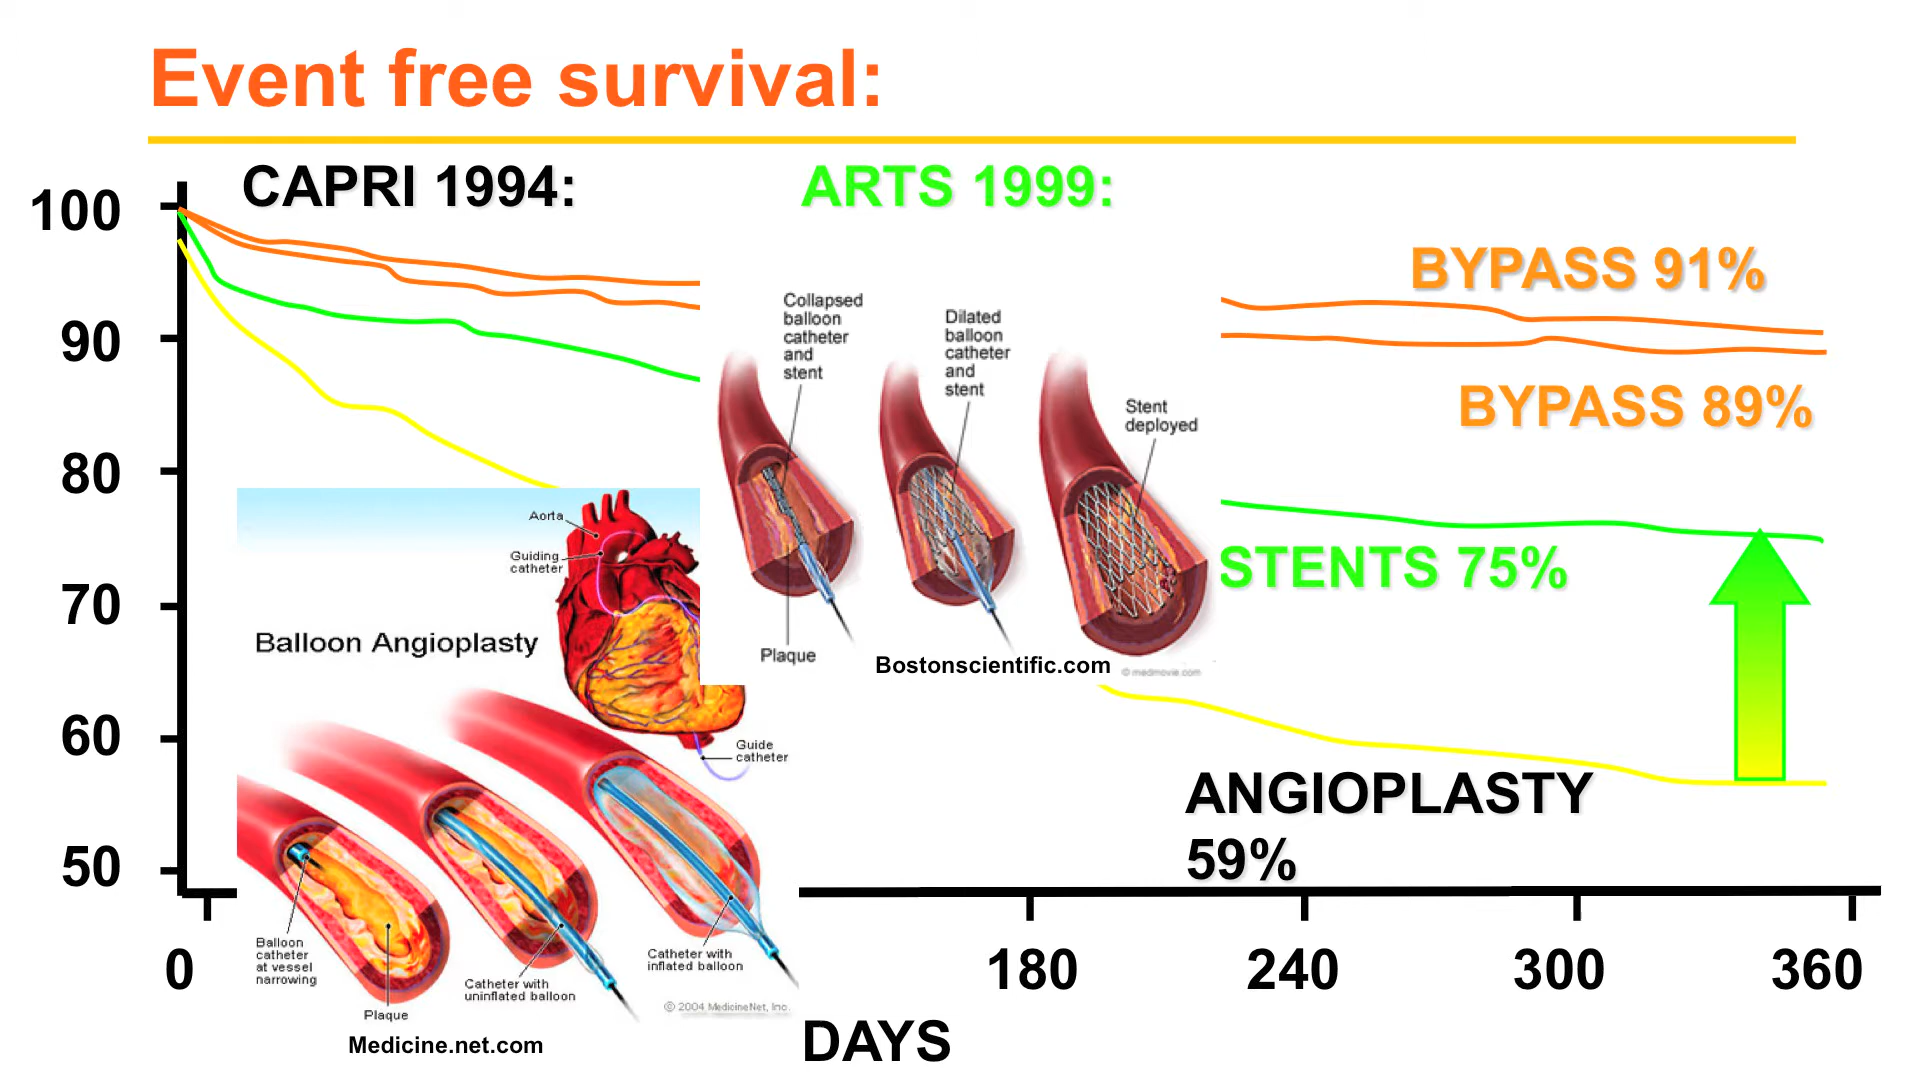 Event free survival:
CAPRI 1994:
ARTS 1999:
100
90
80
70
60
50
BYPASS 91%
BYPASS 89%
STENTS 75%
ANGIOPLASTY
59%
Collapsed
balloon
catheter
and
stent
Dilated
balloon
catheter
and
stent
Stent
deployed
Plaque
Bostonscientific.com
© medmovie.com
Aorta
Guiding
catheter
Balloon Angioplasty
Guide
catheter
Balloon
catheter
at vessel
narrowing
Plaque
Catheter with
uninflated balloon
Catheter with
inflated balloon
© 2004 MedicineNet, Inc.
Medicine.net.com
0
180
240
300
360
DAYS